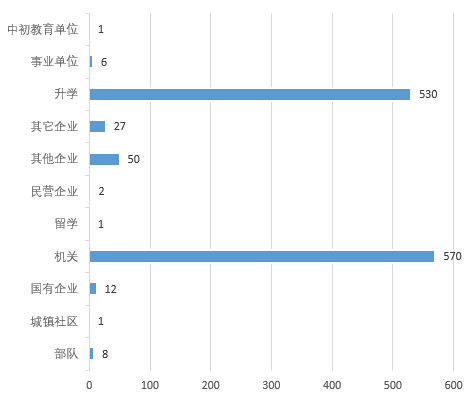 中初教育单位 1
事业单位 6
升学 530
其它企业 27
其他企业 50
民营企业 2
留学 1
机关 570
国有企业 12
城镇社区 1
部队 8
0 100 200 300 400 500 600